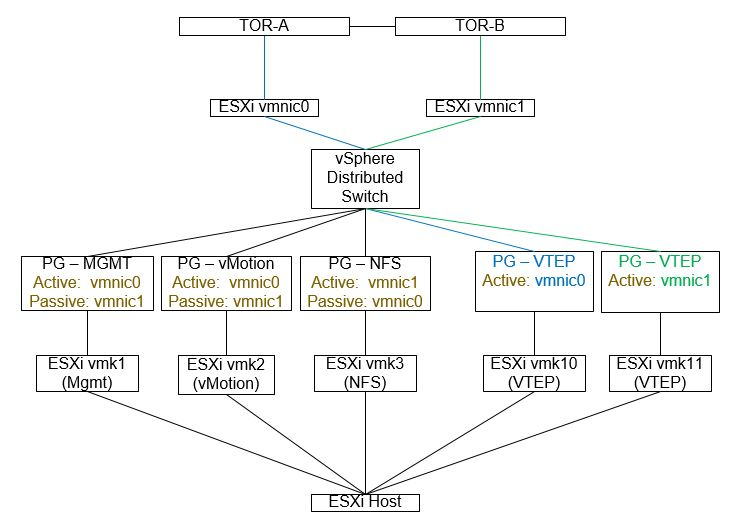 TOR-A
TOR-B
ESXi vmnic0
ESXi vmnic1
vSphere
Distributed
Switch
PG – MGMT
Active: vmnic0
Passive: vmnic1
PG – vMotion
Active: vmnic0
Passive: vmnic1
PG – NFS
Active: vmnic1
Passive: vmnic0
PG – VTEP
Active: vmnic0
PG – VTEP
Active: vmnic1
ESXi vmk1
(Mgmt)
ESXi vmk2
(vMotion)
ESXi vmk3
(NFS)
ESXi vmk10
(VTEP)
ESXi vmk11
(VTEP)
ESXi Host